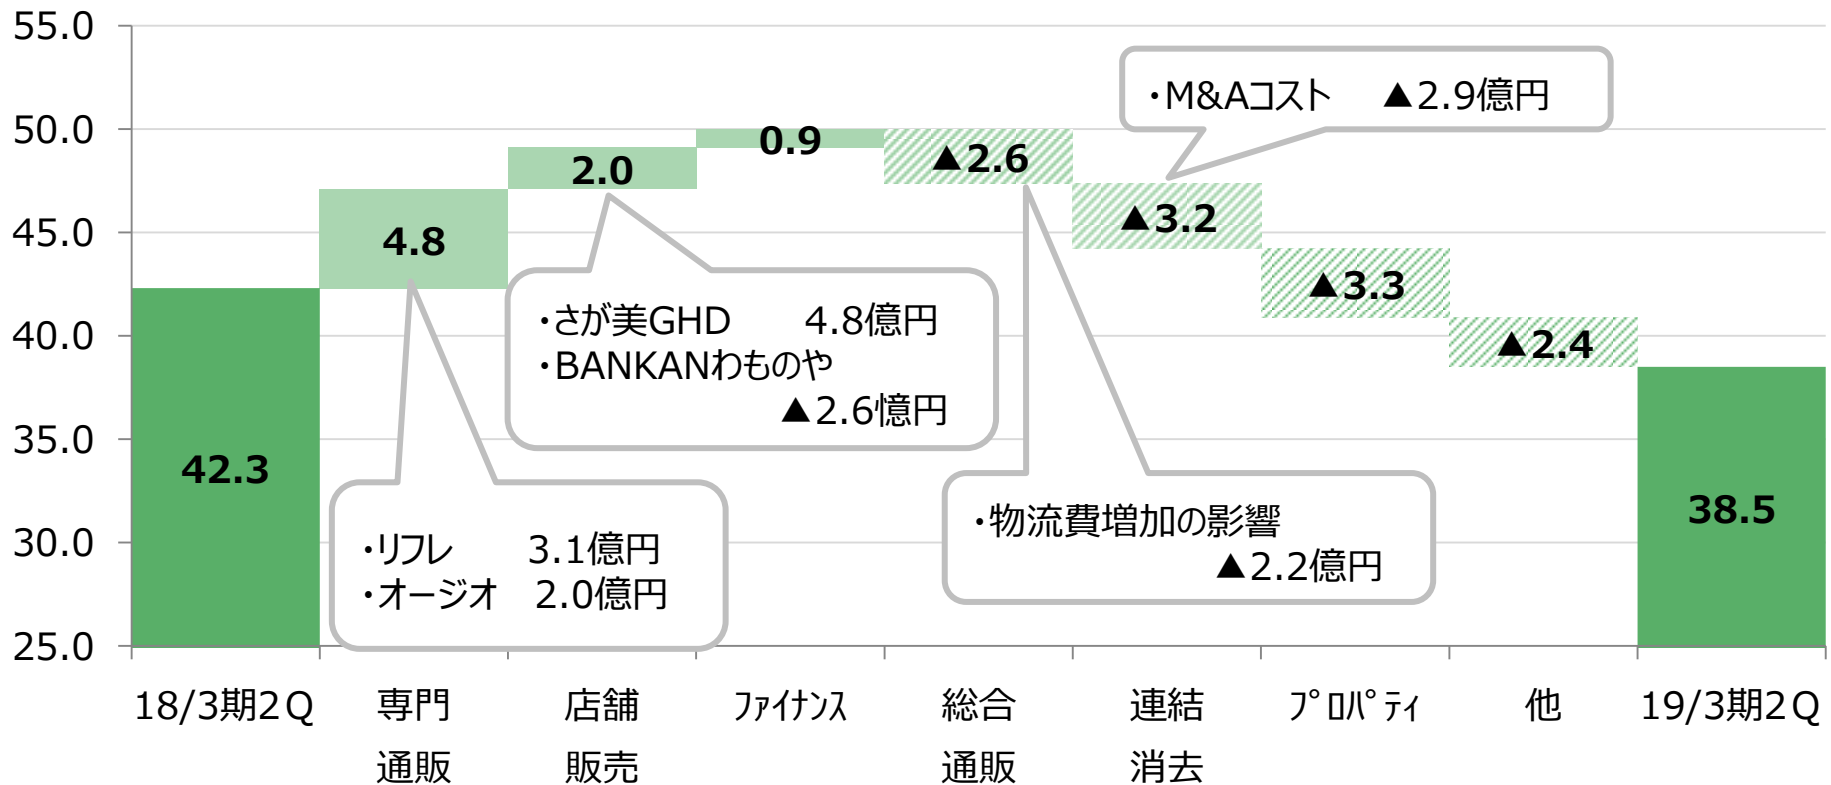 55.0
50.0
45.0
40.0
35.0
30.0
25.0
42.3
4.8
2.0
0.9
▲2.6
▲3.2
▲3.3
▲2.4
38.5
・M&Aコスト ▲2.9億円
・さが美GHD 4.8億円
・BANKANわものや
▲2.6憶円
・リフレ 3.1億円
・オージオ 2.0億円
・物流費増加の影響
▲2.2億円
18/3期2Q
専門
通販
店舗
販売
ファイナンス
総合
通販
連結
消去
プロパティ
他
19/3期2Q